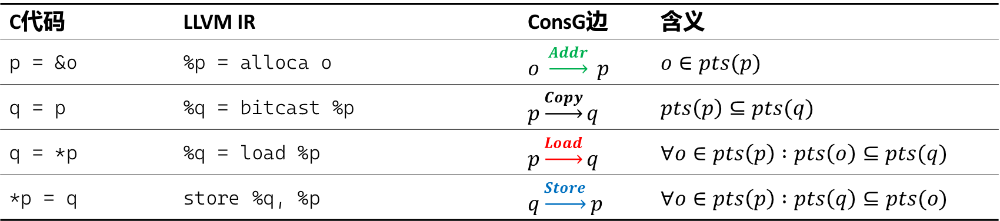 C代码 LLVM IR ConsG边 含义
p = &o %p = alloca o o Addr⟶ p o ∈ pts(p)
q = p %q = bitcast %p p Copy⟶ q pts(p) ⊆ pts(q)
q = *p %q = load %p p Load⟶ q ∀o ∈ pts(p) : pts(o) ⊆ pts(q)
*p = q store %q, %p q Store⟶ p ∀o ∈ pts(p) : pts(q) ⊆ pts(o)